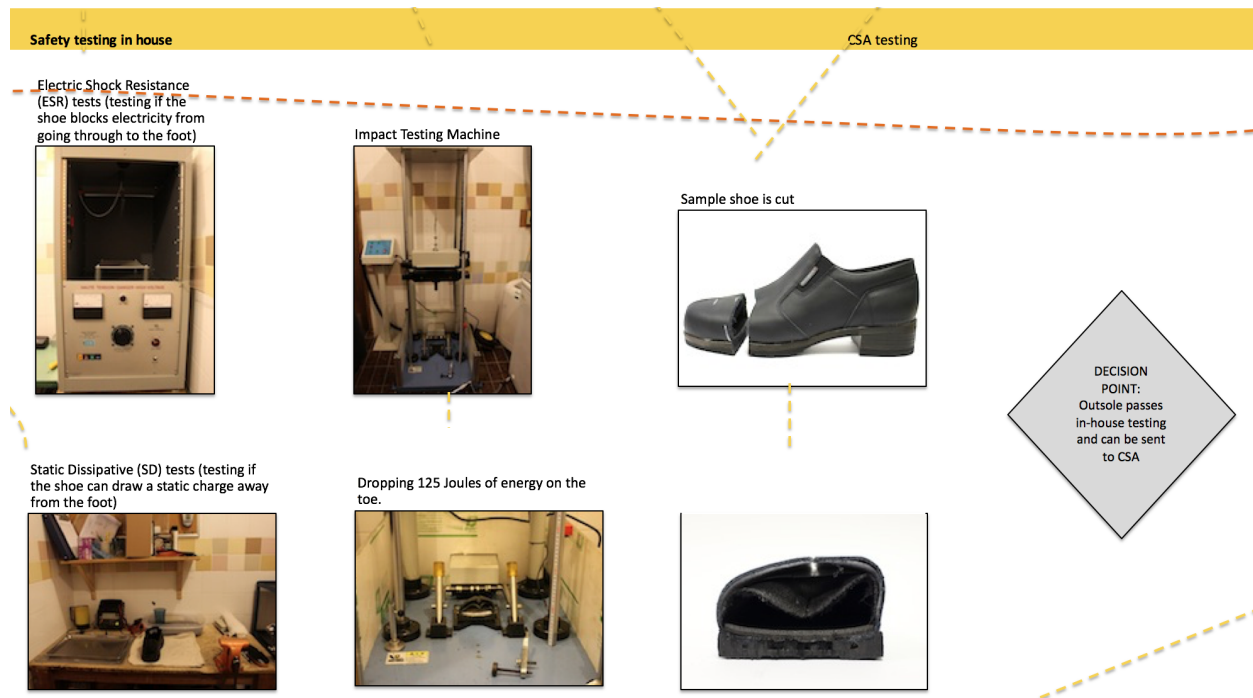 Safety testing in house
CSA testing
Electric Shock Resistance
(ESR) tests (testing if the
shoe blocks electricity from
going through to the foot)
Impact Testing Machine
Sample shoe is cut
DECISION
POINT:
Outsole passes
in-house testing
and can be sent
to CSA
Static Dissipative (SD) tests (testing if
the shoe can draw a static charge away
from the foot)
Dropping 125 Joules of energy on the
toe.